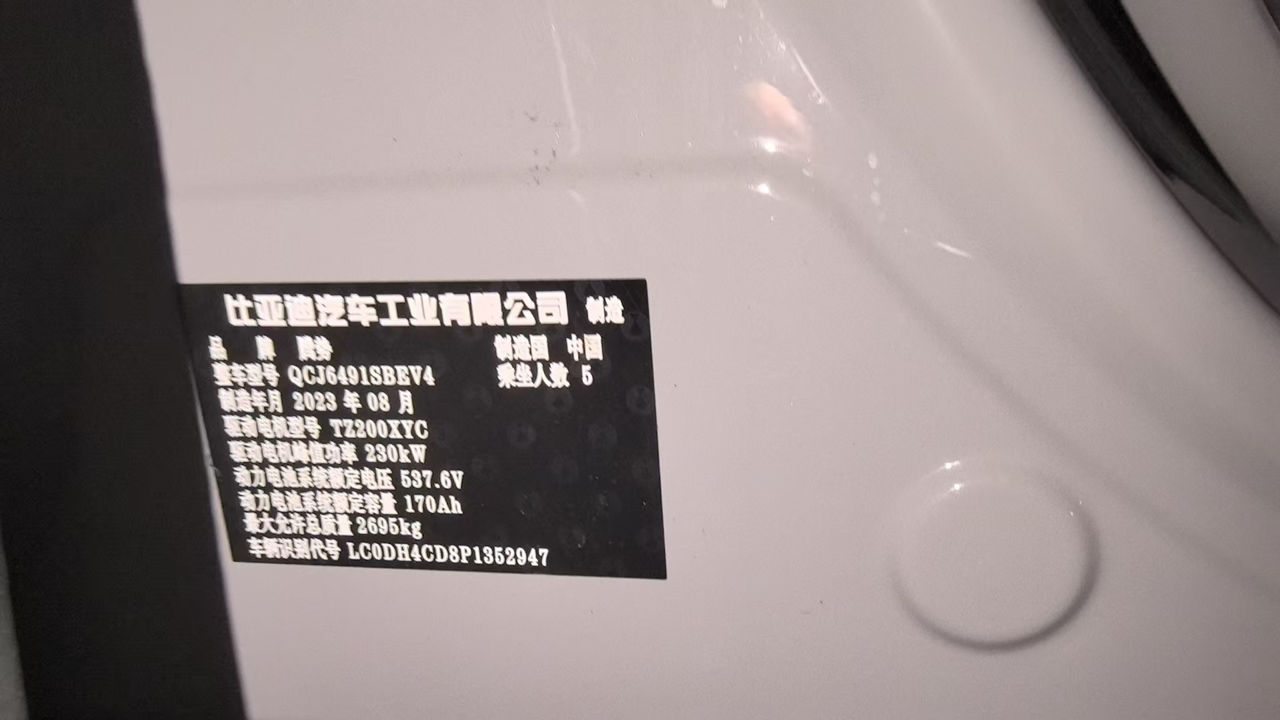 比亚迪汽车工业有限公司 制造
品 牌 腾势 制造国 中国
整车型号 QCJ6491SBEV4 乘坐人数 5
制造年月 2023 年 08 月
驱动电机型号 TZ200XYC
驱动电机峰值功率 230kW
动力电池系统额定电压 537.6V
动力电池系统额定容量 170Ah
最大允许总质量 2695kg
车辆识别代号 LC0DH4CD8P1352947